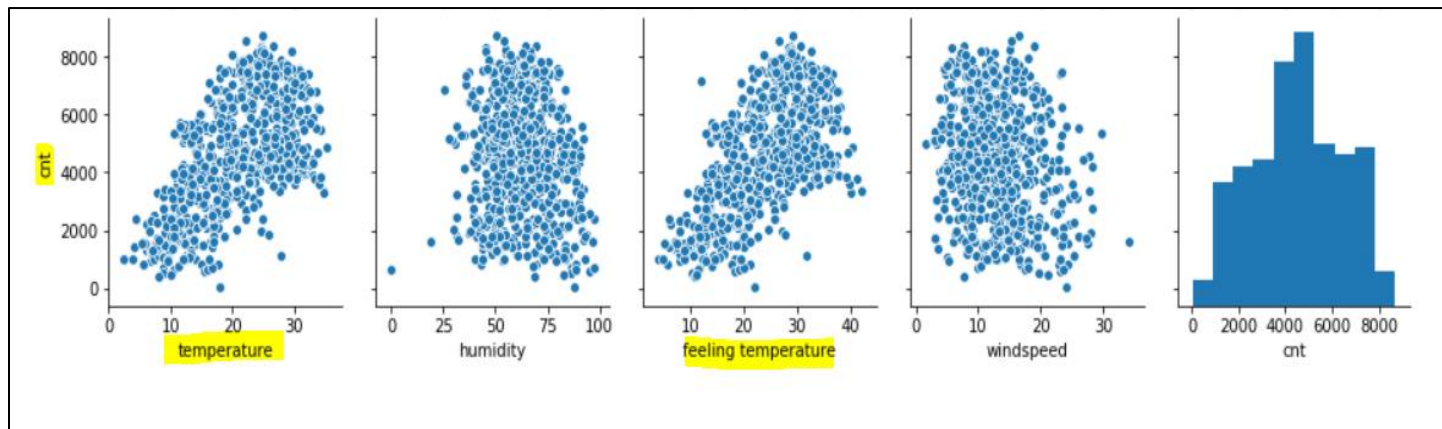 8000
6000
4000
2000
0
cnt
0 10 20 30
temperature
0 25 50 75 100
humidity
10 20 30 40
feeling temperature
0 10 20 30
windspeed
0 2000 4000 6000 8000
cnt